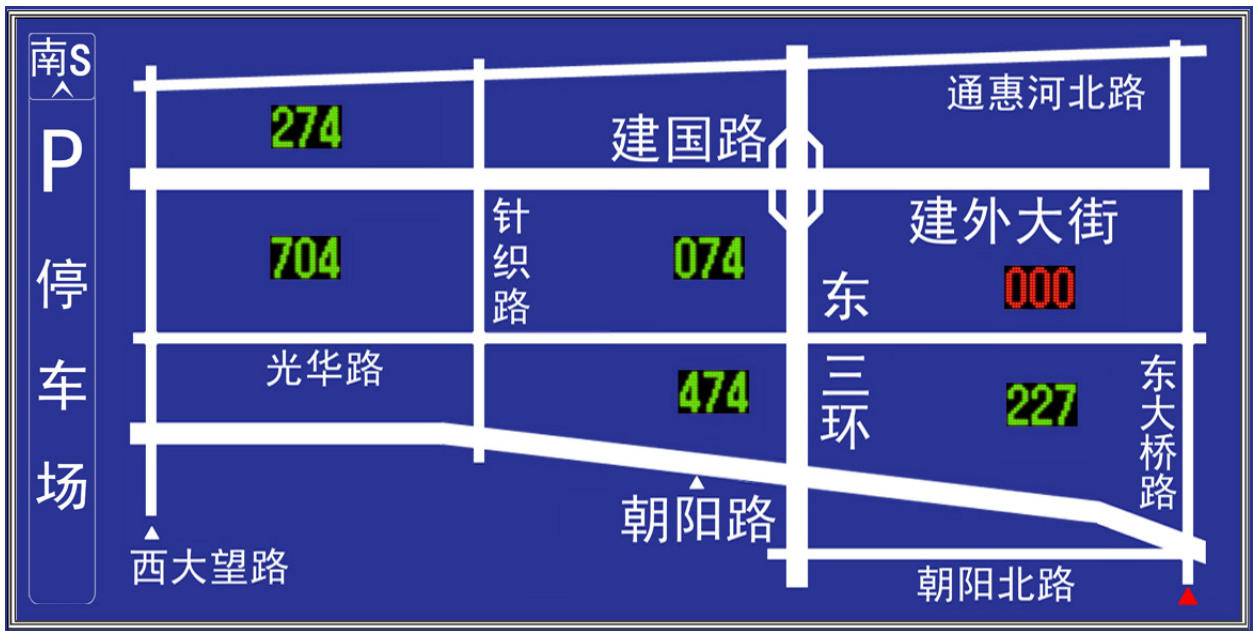 南S
P
停
车
场
通惠河北路
274
建国路
针织路
建外大街
704
074
000
东三环
光华路
474
227
东大桥路
朝阳路
西大望路
朝阳北路